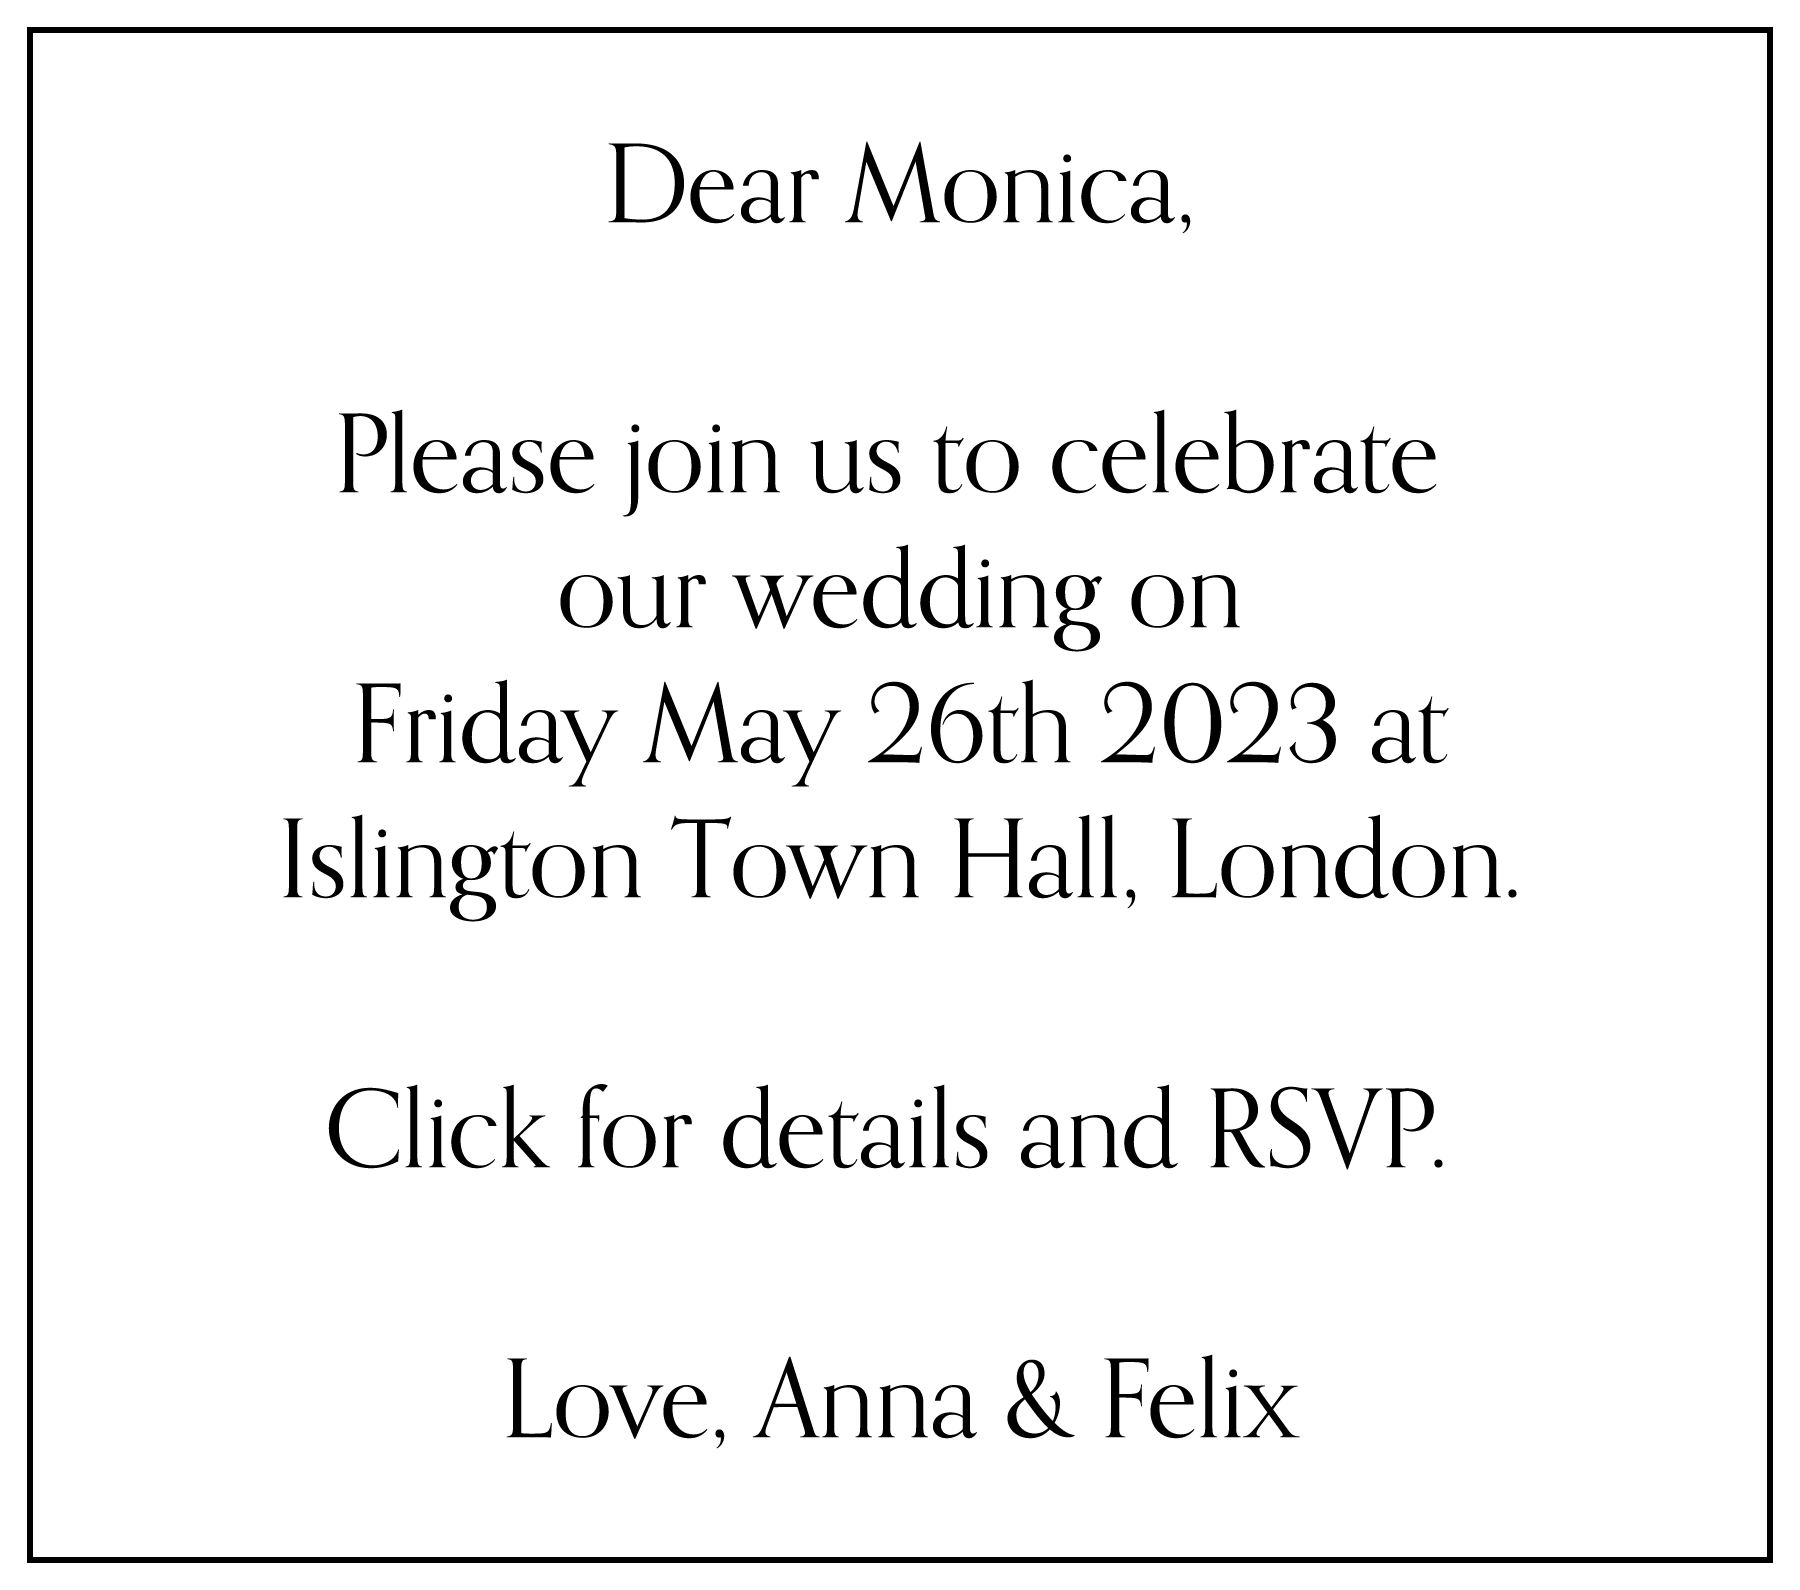 Dear Monica,
Please join us to celebrate
our wedding on
Friday May 26th 2023 at
Islington Town Hall, London.
Click for details and RSVP.
Love, Anna & Felix